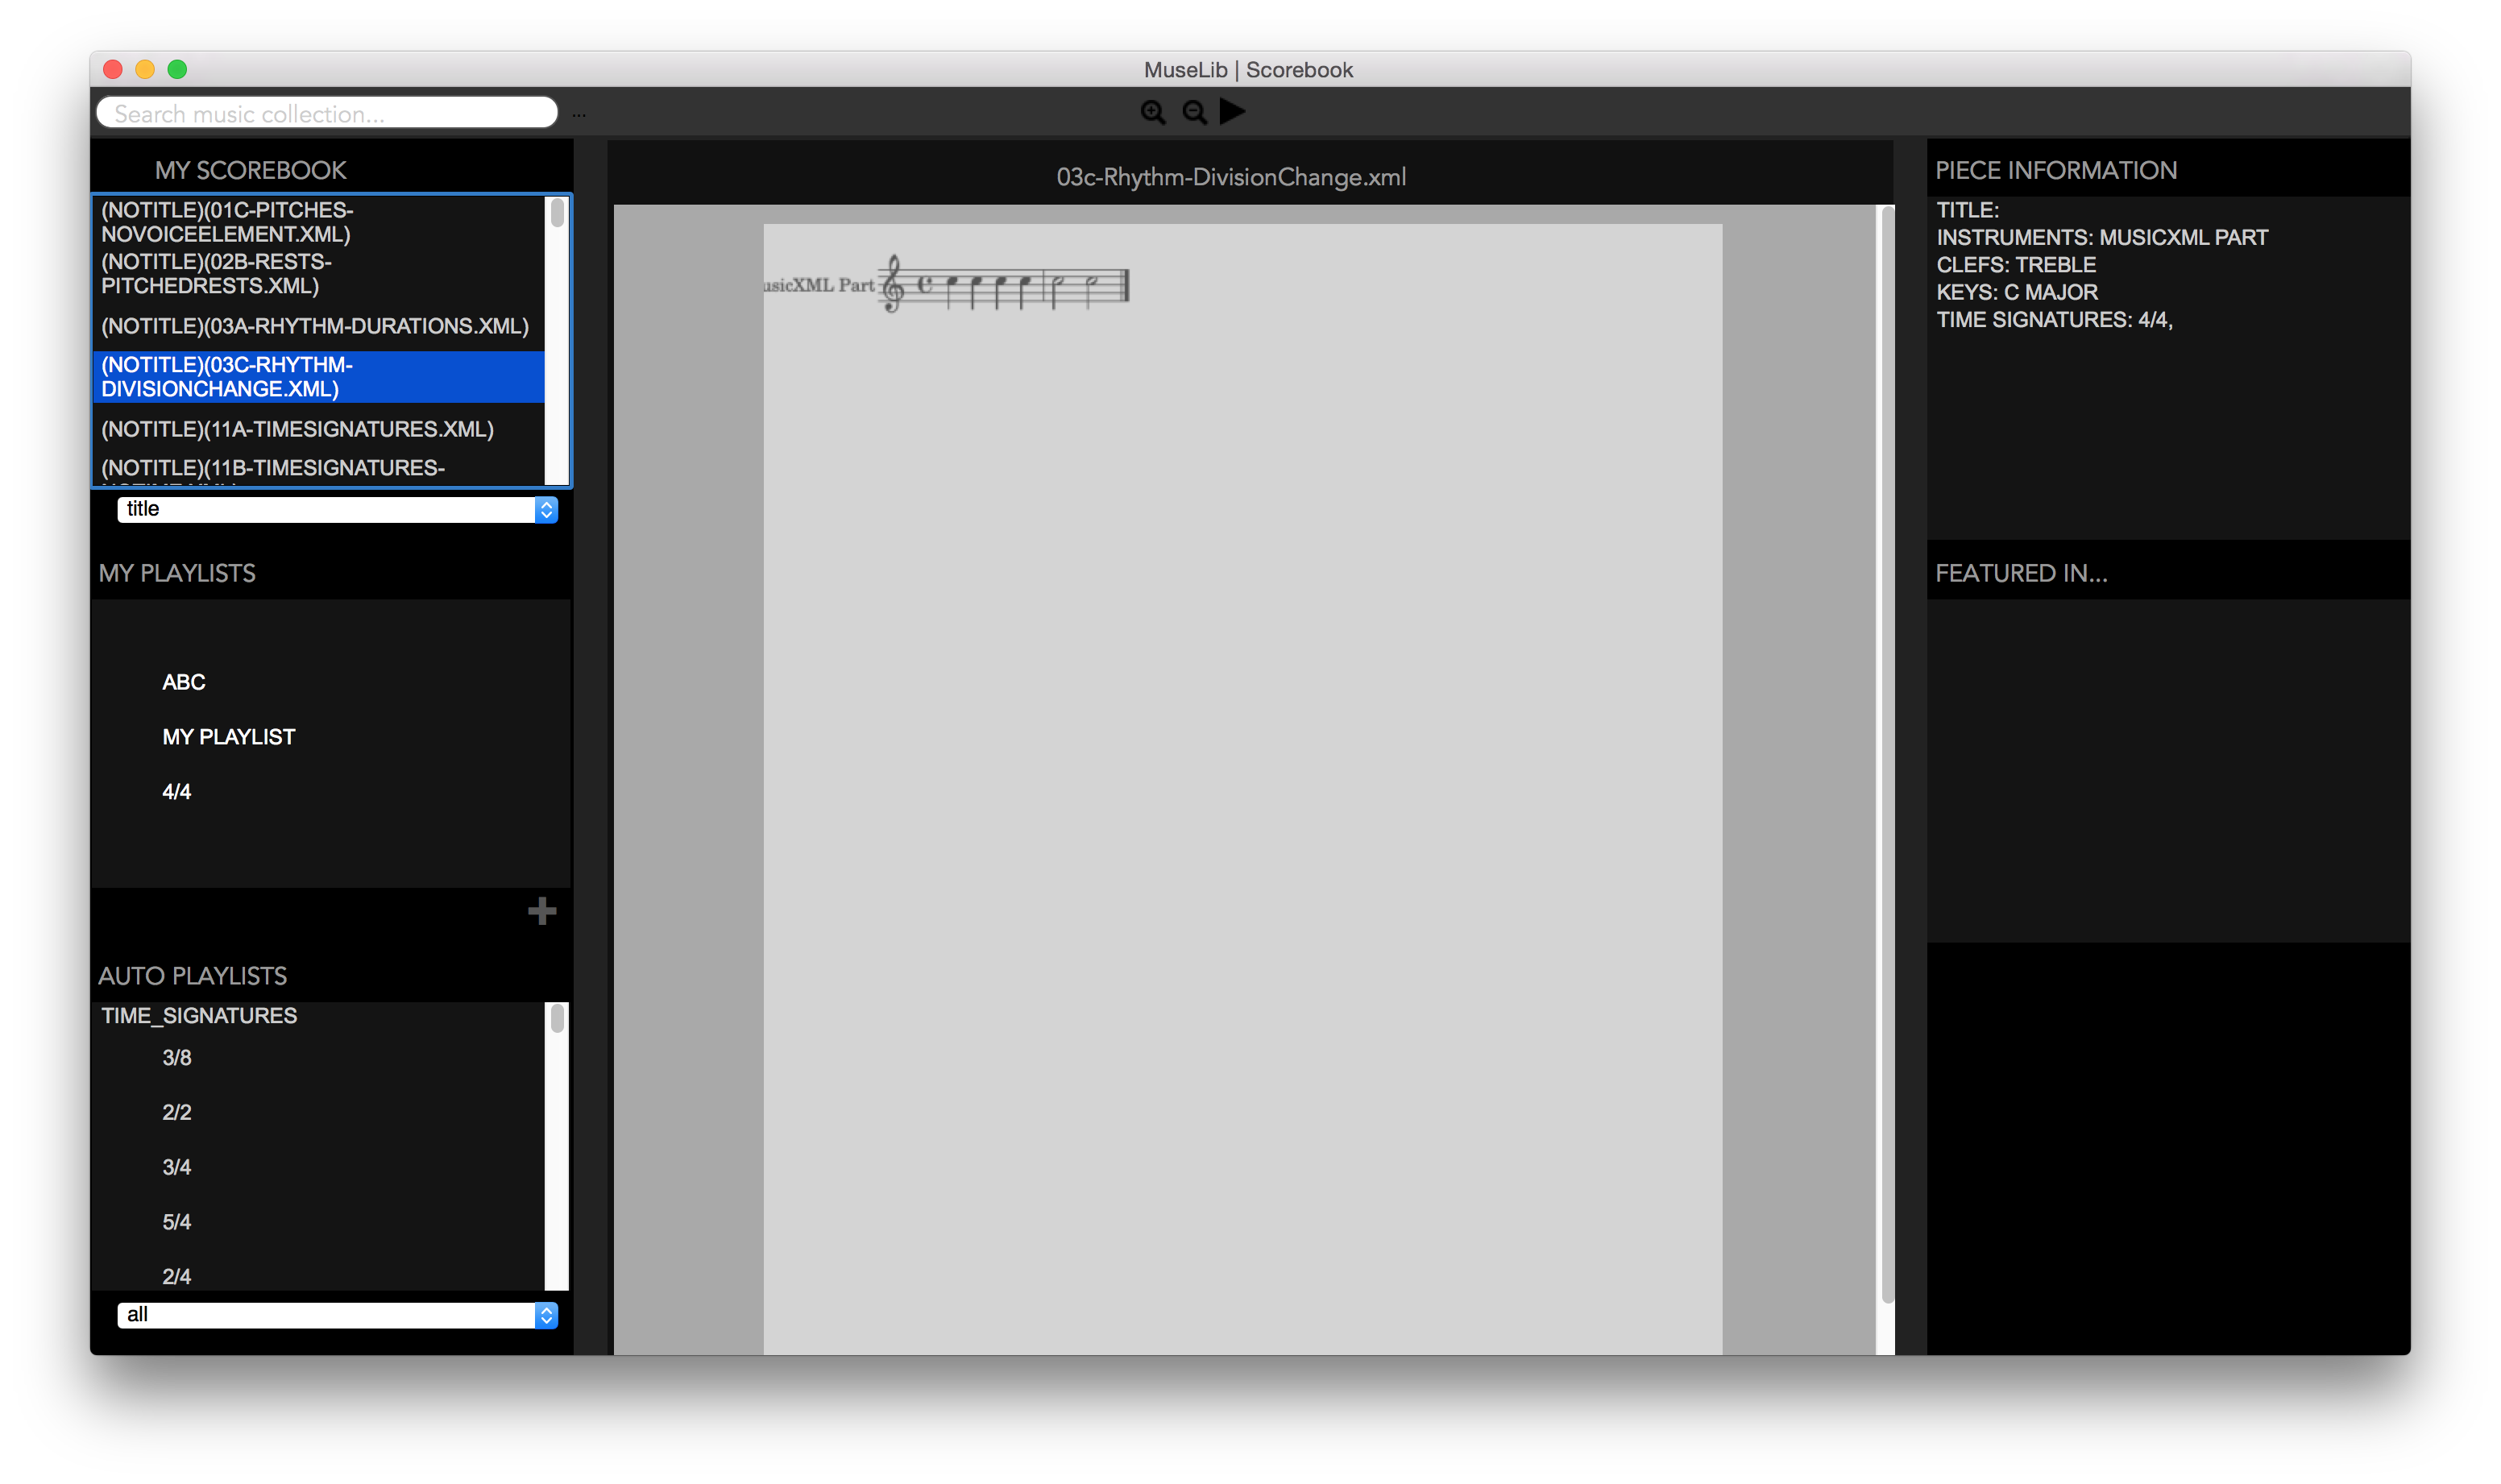 MuseLib | Scorebook
Search music collection...
...
MY SCOREBOOK
(NOTITLE)(01C-PITCHES-
NOVOICEELEMENT.XML)
(NOTITLE)(02B-RESTS-
PITCHEDRESTS.XML)
(NOTITLE)(03A-RHYTHM-DURATIONS.XML)
(NOTITLE)(03C-RHYTHM-
DIVISIONCHANGE.XML)
(NOTITLE)(11A-TIMESIGNATURES.XML)
(NOTITLE)(11B-TIMESIGNATURES-
title
MY PLAYLISTS
ABC
MY PLAYLIST
4/4
AUTO PLAYLISTS
TIME_SIGNATURES
3/8
2/2
3/4
5/4
2/4
all
03c-Rhythm-DivisionChange.xml
usicXML Part
PIECE INFORMATION
TITLE:
INSTRUMENTS: MUSICXML PART
CLEFS: TREBLE
KEYS: C MAJOR
TIME SIGNATURES: 4/4,
FEATURED IN...